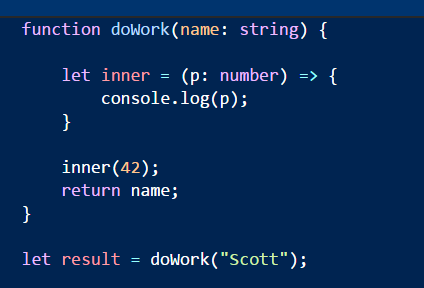 function doWork(name: string) {
let inner = (p: number) => {
console.log(p);
}
inner(42);
return name;
}
let result = doWork("Scott");